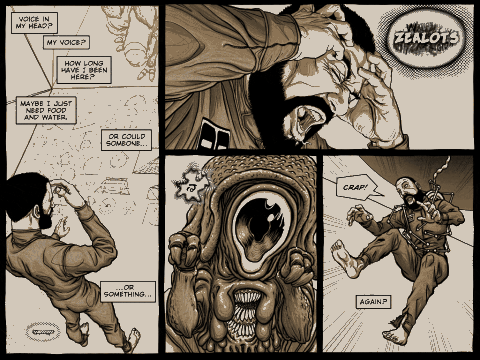 VOICE IN
MY HEAD?
MY VOICE?
HOW LONG
HAVE I BEEN
HERE?
MAYBE I JUST
NEED FOOD
AND WATER.
OR COULD
SOMEONE...
...OR
SOMETHING...
ZEALOTS
?
CRAP!
AGAIN?